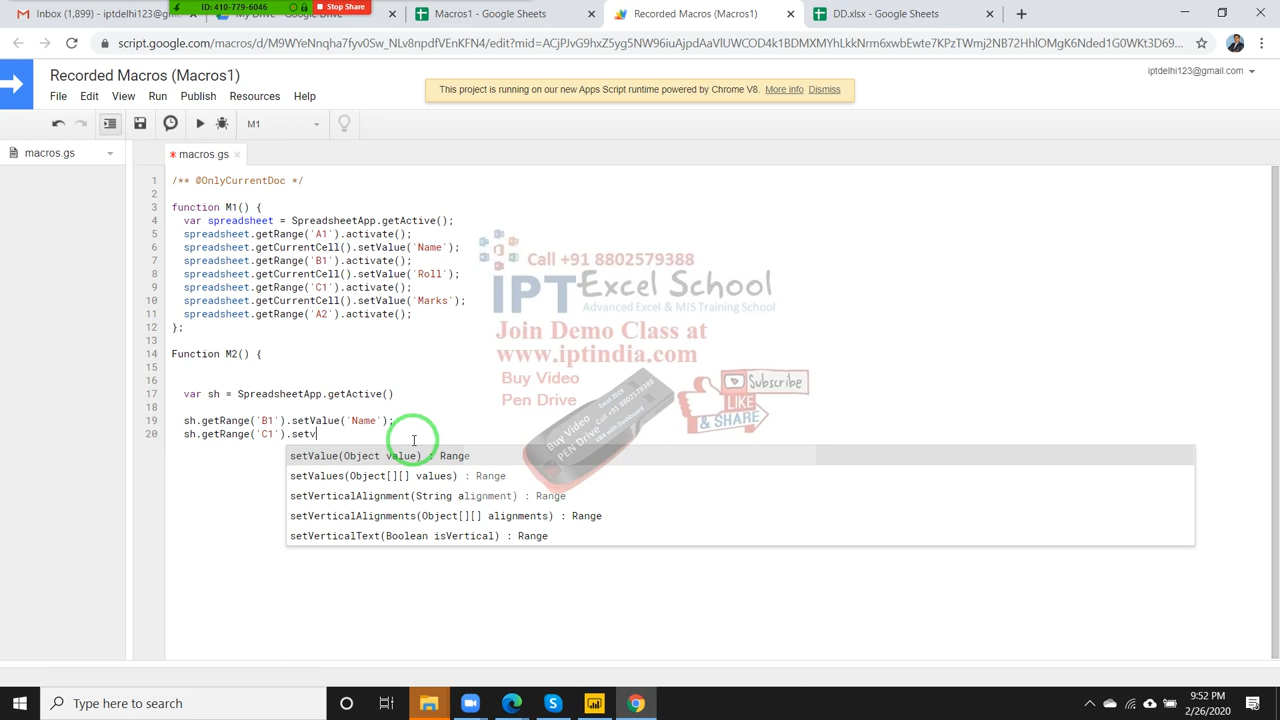 ID: 410-779-6046
Stop Share
Inbox (1,899) - iptdelhi123@gm
My Drive - Google Drive
Macros1 - Google Sheets
Recorded Macros (Macros1)
DD.xlsx - Google Sheets
Recorded Macros (Macros1)
iptdelhi123@gmail.com
This project is running on our new Apps Script runtime powered by Chrome V8. More info Dismiss
File Edit View Run Publish Resources Help
M1
macros.gs
* macros.gs
1 /** @OnlyCurrentDoc */
2
3 function M1() {
4 var spreadsheet = SpreadsheetApp.getActive();
5 spreadsheet.getRange('A1').activate();
6 spreadsheet.getCurrentCell().setValue('Name');
7 spreadsheet.getRange('B1').activate();
8 spreadsheet.getCurrentCell().setValue('Roll');
9 spreadsheet.getRange('C1').activate();
10 spreadsheet.getCurrentCell().setValue('Marks');
11 spreadsheet.getRange('A2').activate();
12 };
13
14 Function M2() {
15
16
17 var sh = SpreadsheetApp.getActive()
18
19 sh.getRange('B1').setValue('Name');
20 sh.getRange('C1').setv
setValue(Object value) : Range
setValues(Object[][] values) : Range
setVerticalAlignment(String alignment) : Range
setVerticalAlignments(Object[][] alignments) : Range
setVerticalText(Boolean isVertical) : Range
Call +91 8802579388
IPT Excel School
Advanced Excel & MIS Training School
Join Demo Class at
www.iptindia.com
Buy Video
Pen Drive
Subscribe
LIKE
& SHARE
Buy Video
PEN Drive
Call +91 8802579388
Type here to search
9:52 PM
2/26/2020